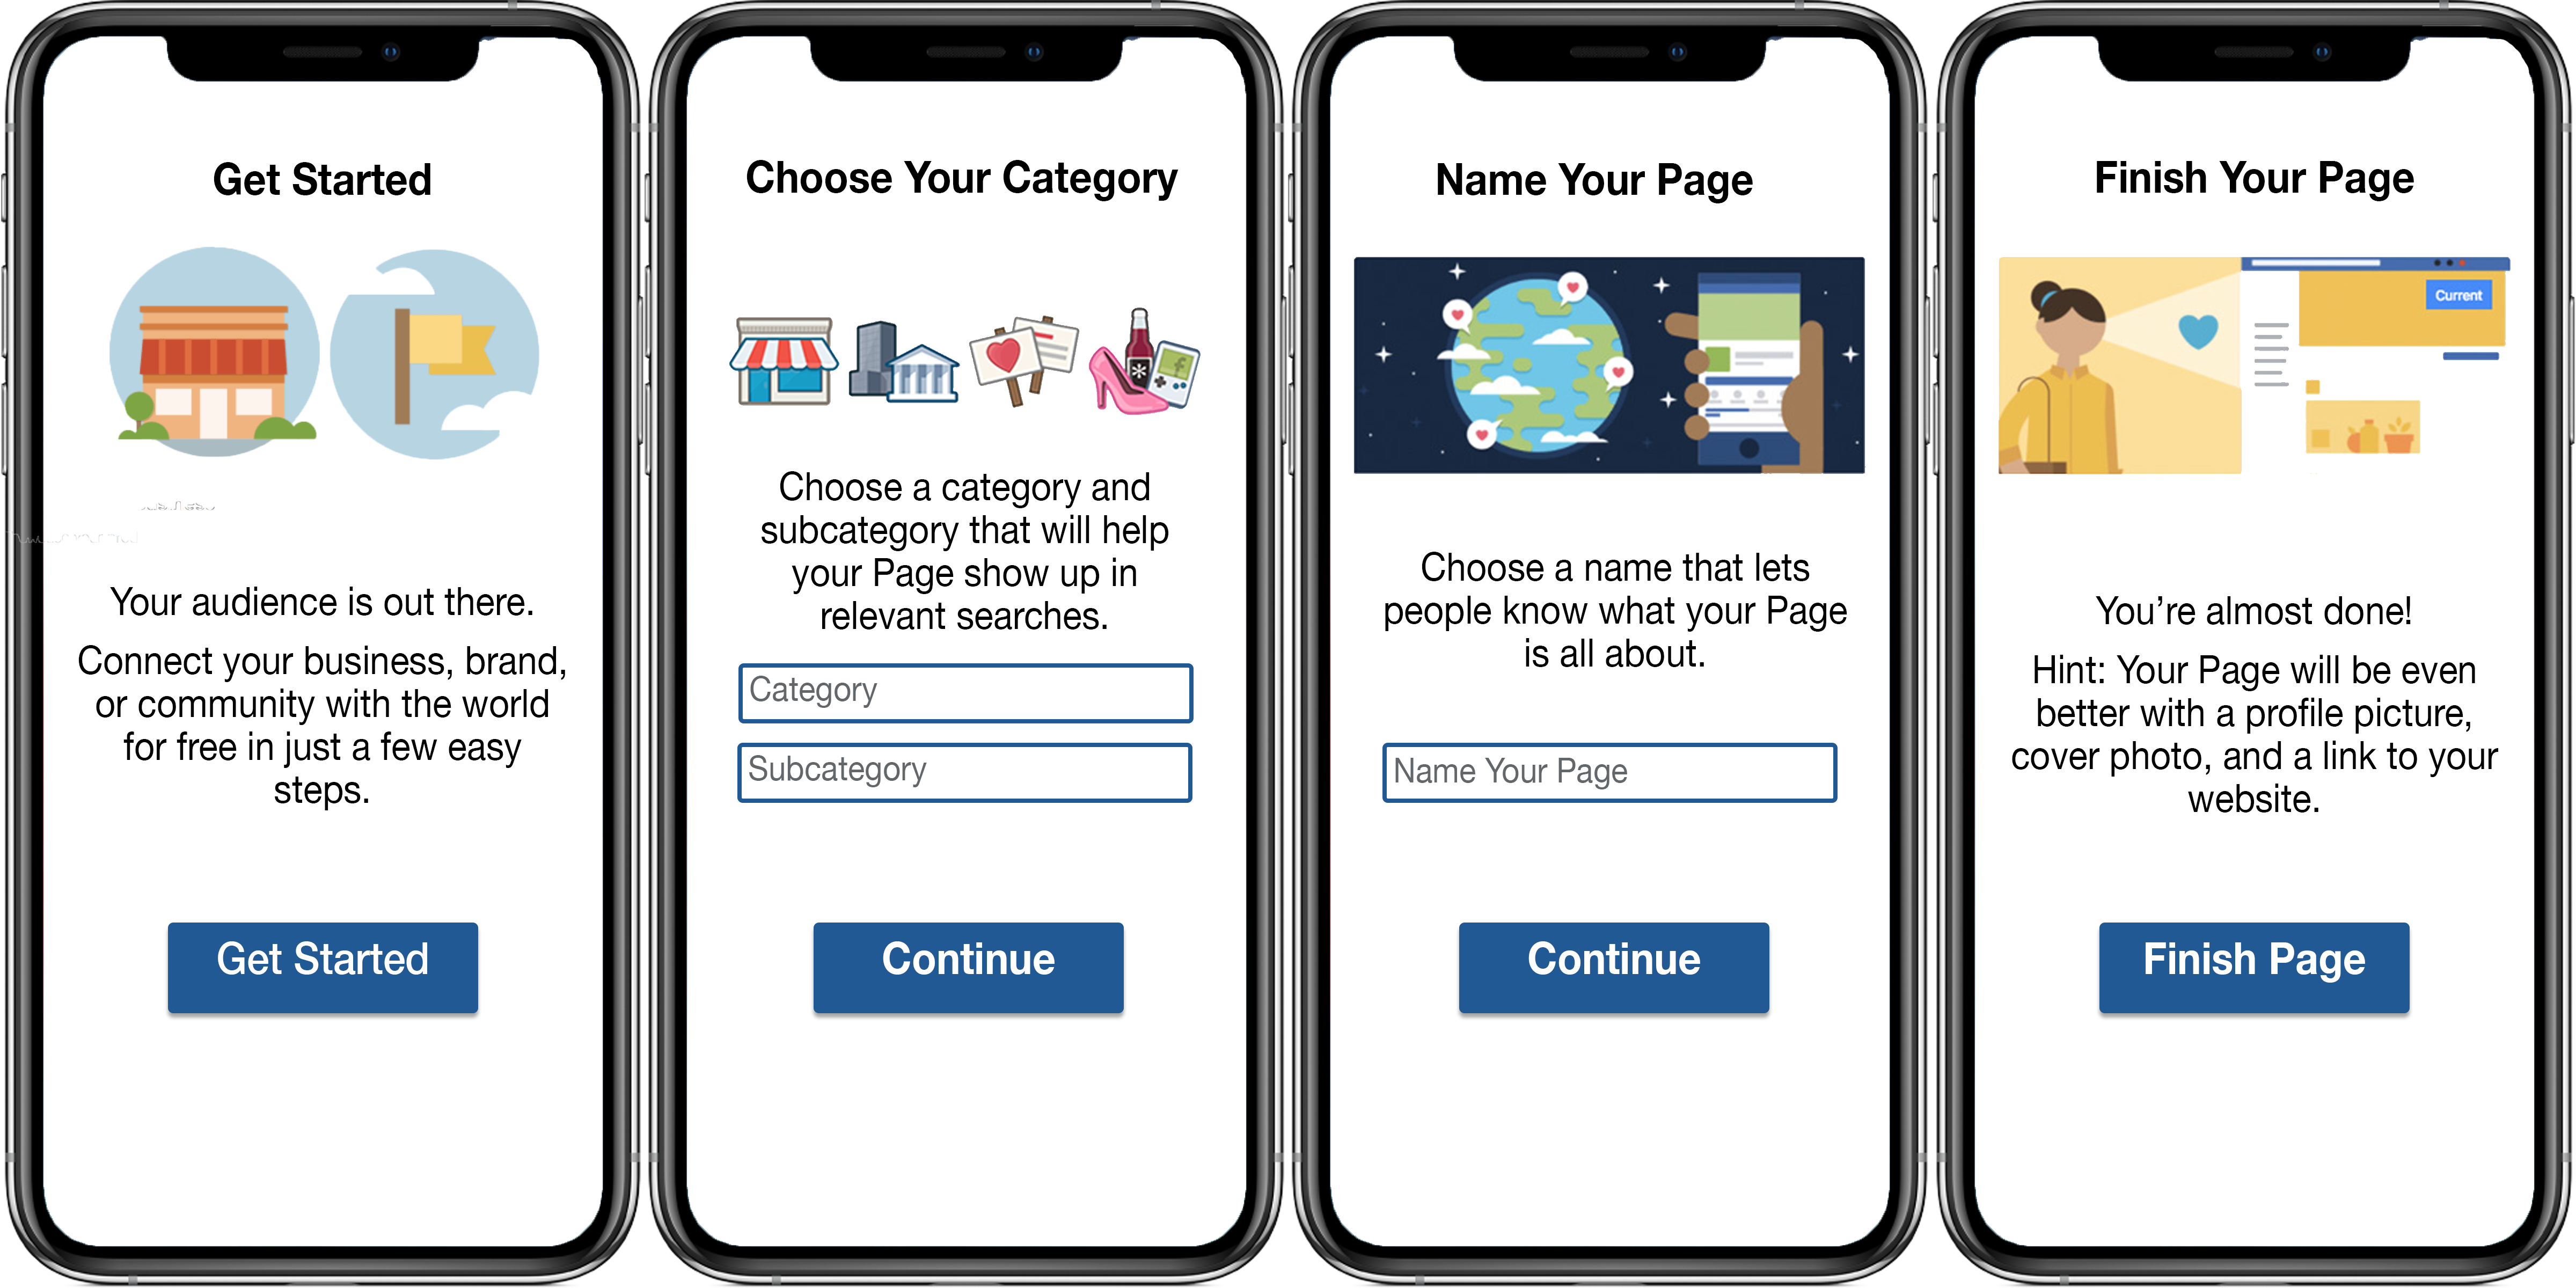 Get Started
Your audience is out there.
Connect your business, brand,
or community with the world
for free in just a few easy
steps.
Get Started
Choose Your Category
Choose a category and
subcategory that will help
your Page show up in
relevant searches.
Category
Subcategory
Continue
Name Your Page
Choose a name that lets
people know what your Page
is all about.
Name Your Page
Continue
Finish Your Page
Current
You’re almost done!
Hint: Your Page will be even
better with a profile picture,
cover photo, and a link to your
website.
Finish Page